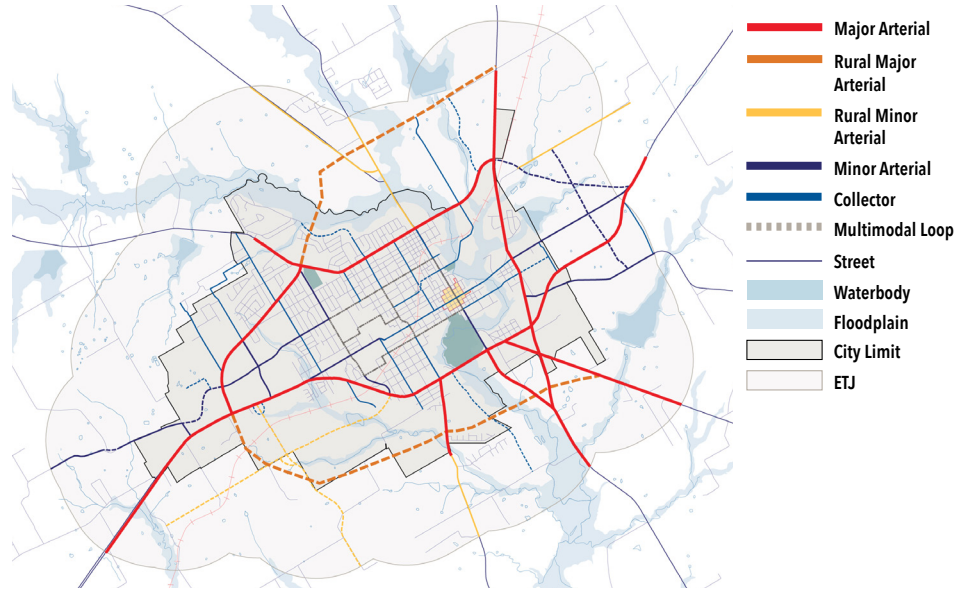 Major Arterial
Rural Major
Arterial
Rural Minor
Arterial
Minor Arterial
Collector
Multimodal Loop
Street
Waterbody
Floodplain
City Limit
ETJ